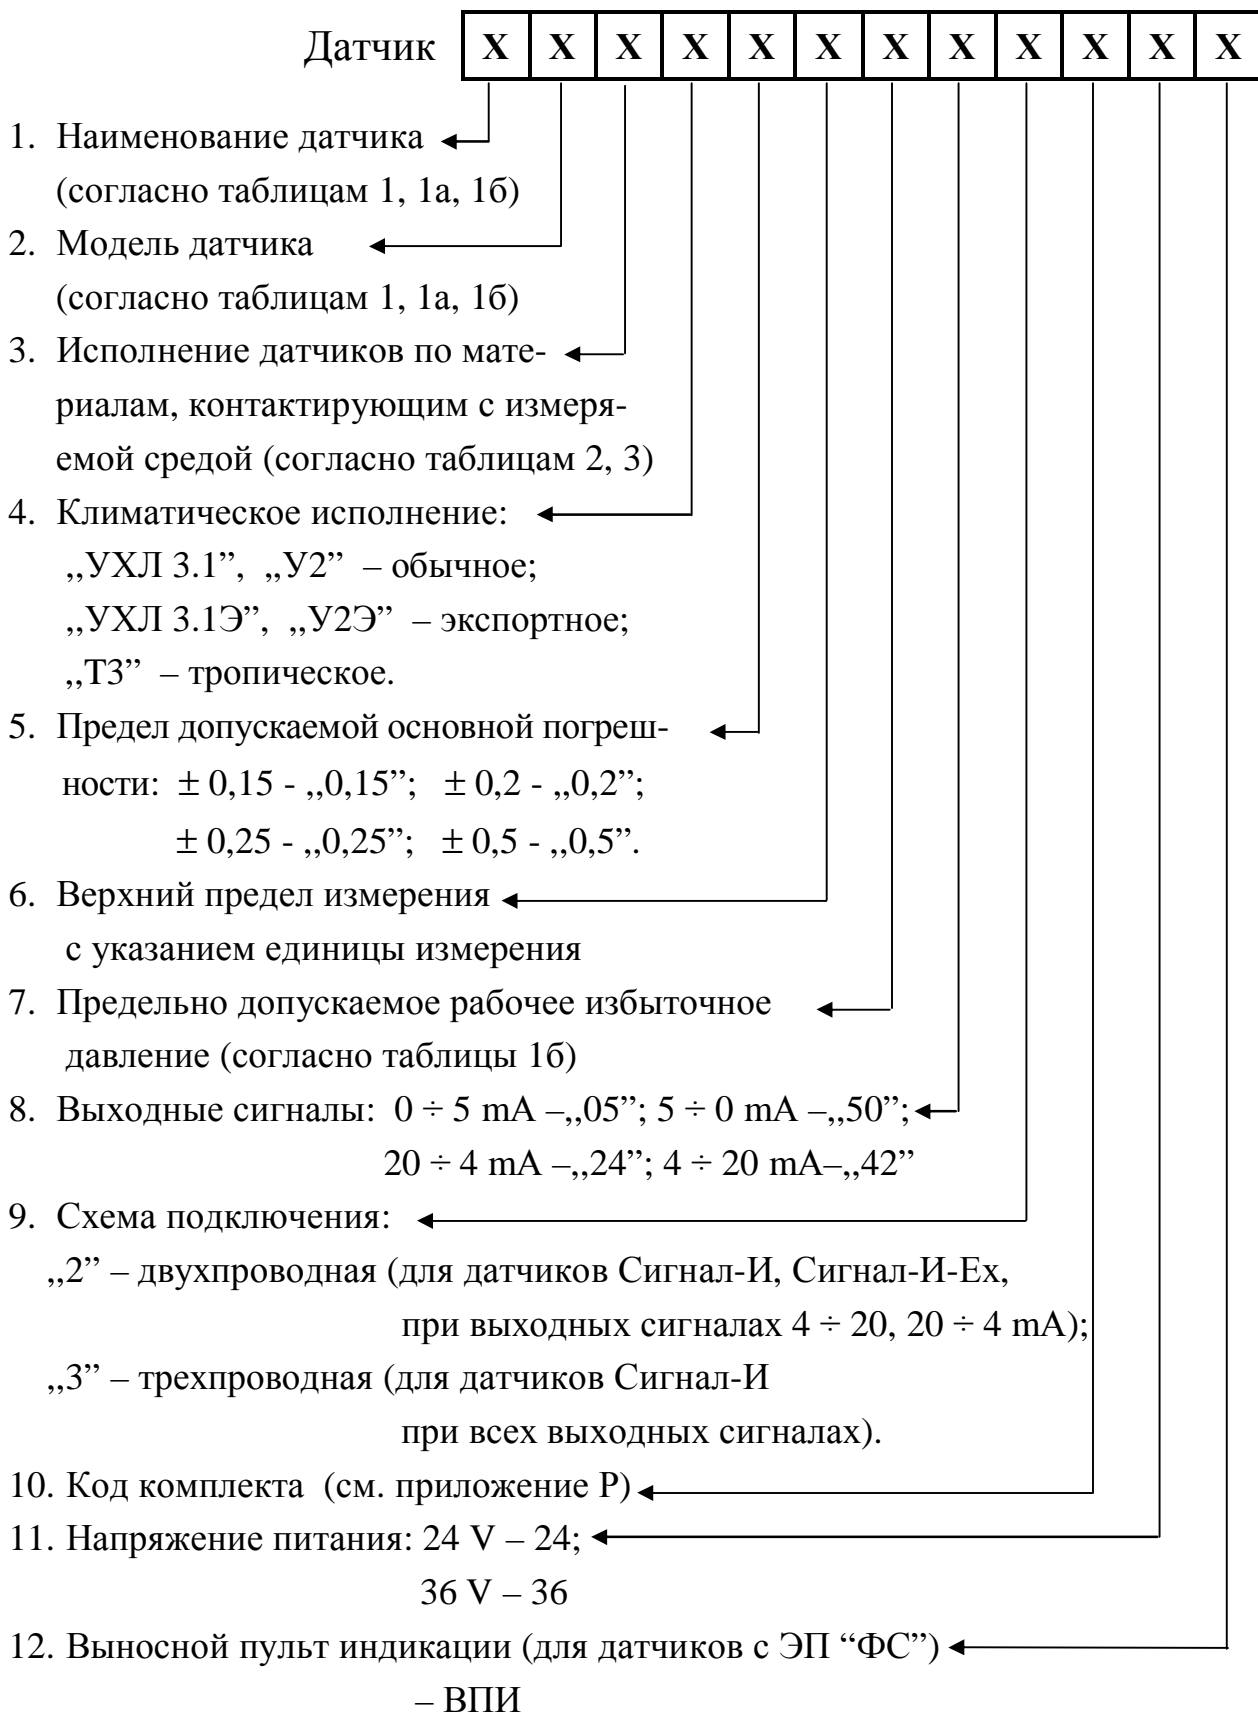 Датчик X X X X X X X X X X X X
1. Наименование датчика
(согласно таблицам 1, 1а, 1б)
2. Модель датчика
(согласно таблицам 1, 1а, 1б)
3. Исполнение датчиков по мате-
риалам, контактирующим с измеря-
емой средой (согласно таблицам 2, 3)
4. Климатическое исполнение:
,,УХЛ 3.1”, ,,У2” – обычное;
,,УХЛ 3.1Э”, ,,У2Э” – экспортное;
,,Т3” – тропическое.
5. Предел допускаемой основной погреш-
ности: ± 0,15 - ,,0,15”; ± 0,2 - ,,0,2”;
± 0,25 - ,,0,25”; ± 0,5 - ,,0,5”.
6. Верхний предел измерения
с указанием единицы измерения
7. Предельно допускаемое рабочее избыточное
давление (согласно таблицы 1б)
8. Выходные сигналы: 0 ÷ 5 mA –,,05”; 5 ÷ 0 mA –,,50”;
20 ÷ 4 mA –,,24”; 4 ÷ 20 mA–,,42”
9. Схема подключения:
,,2” – двухпроводная (для датчиков Сигнал-И, Сигнал-И-Ех,
при выходных сигналах 4 ÷ 20, 20 ÷ 4 mA);
,,3” – трехпроводная (для датчиков Сигнал-И
при всех выходных сигналах).
10. Код комплекта (см. приложение Р)
11. Напряжение питания: 24 V – 24;
36 V – 36
12. Выносной пульт индикации (для датчиков с ЭП “ФС”)
– ВПИ